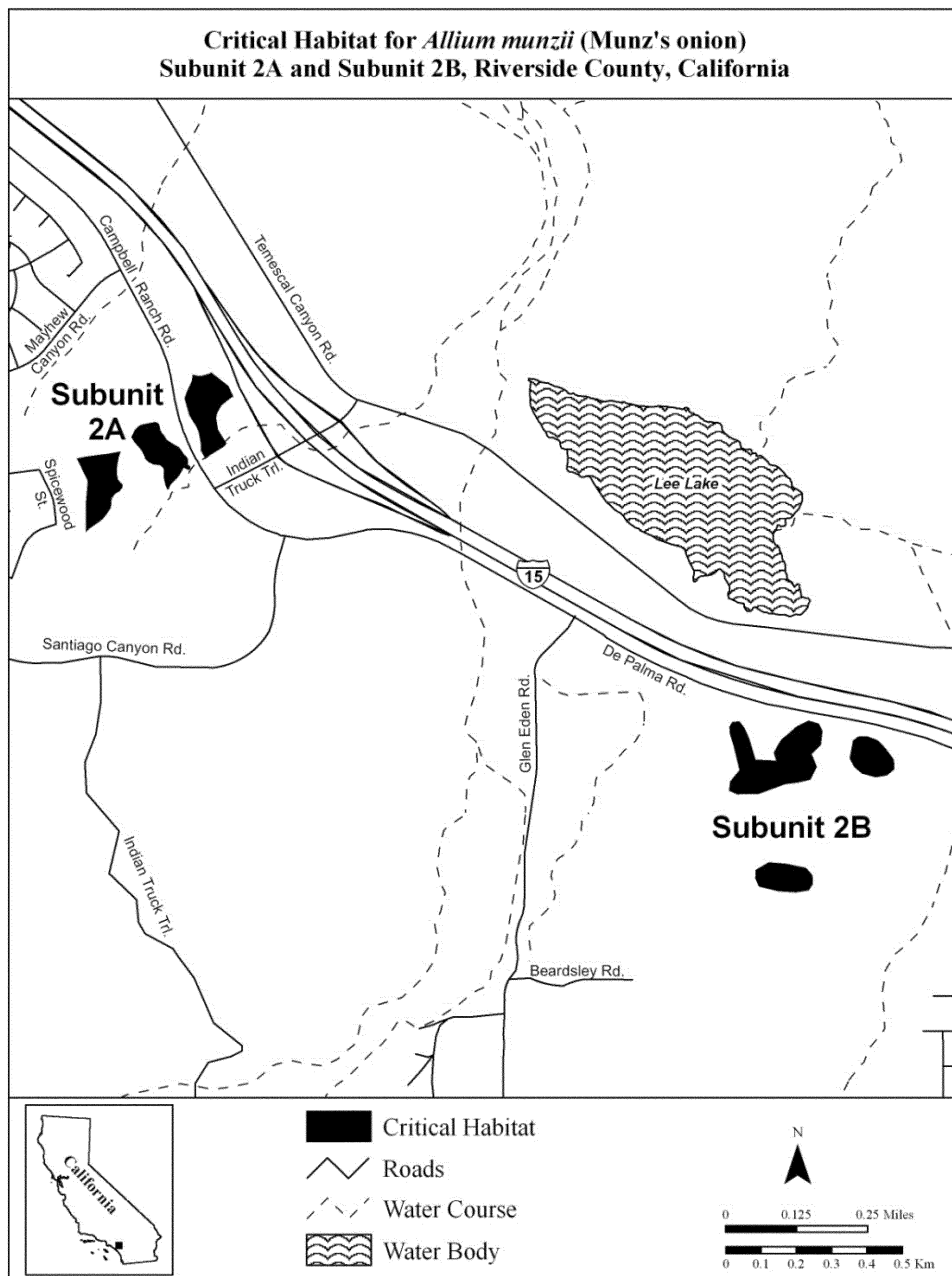 Critical Habitat for Allium munzii (Munz's onion)
Subunit 2A and Subunit 2B, Riverside County, California
Campbell Ranch Rd.
Temescal Canyon Rd.
Mayhew
Canyon Rd.
Subunit
2A
Spicewood
St.
Indian
Truck Trl.
Lee Lake
15
Santiago Canyon Rd.
De Palma Rd.
Glen Eden Rd.
Subunit 2B
Indian Truck Trl.
Beardsley Rd.
California
Critical Habitat
Roads
Water Course
Water Body
N
0 0.125 0.25 Miles
0 0.1 0.2 0.3 0.4 0.5 Km